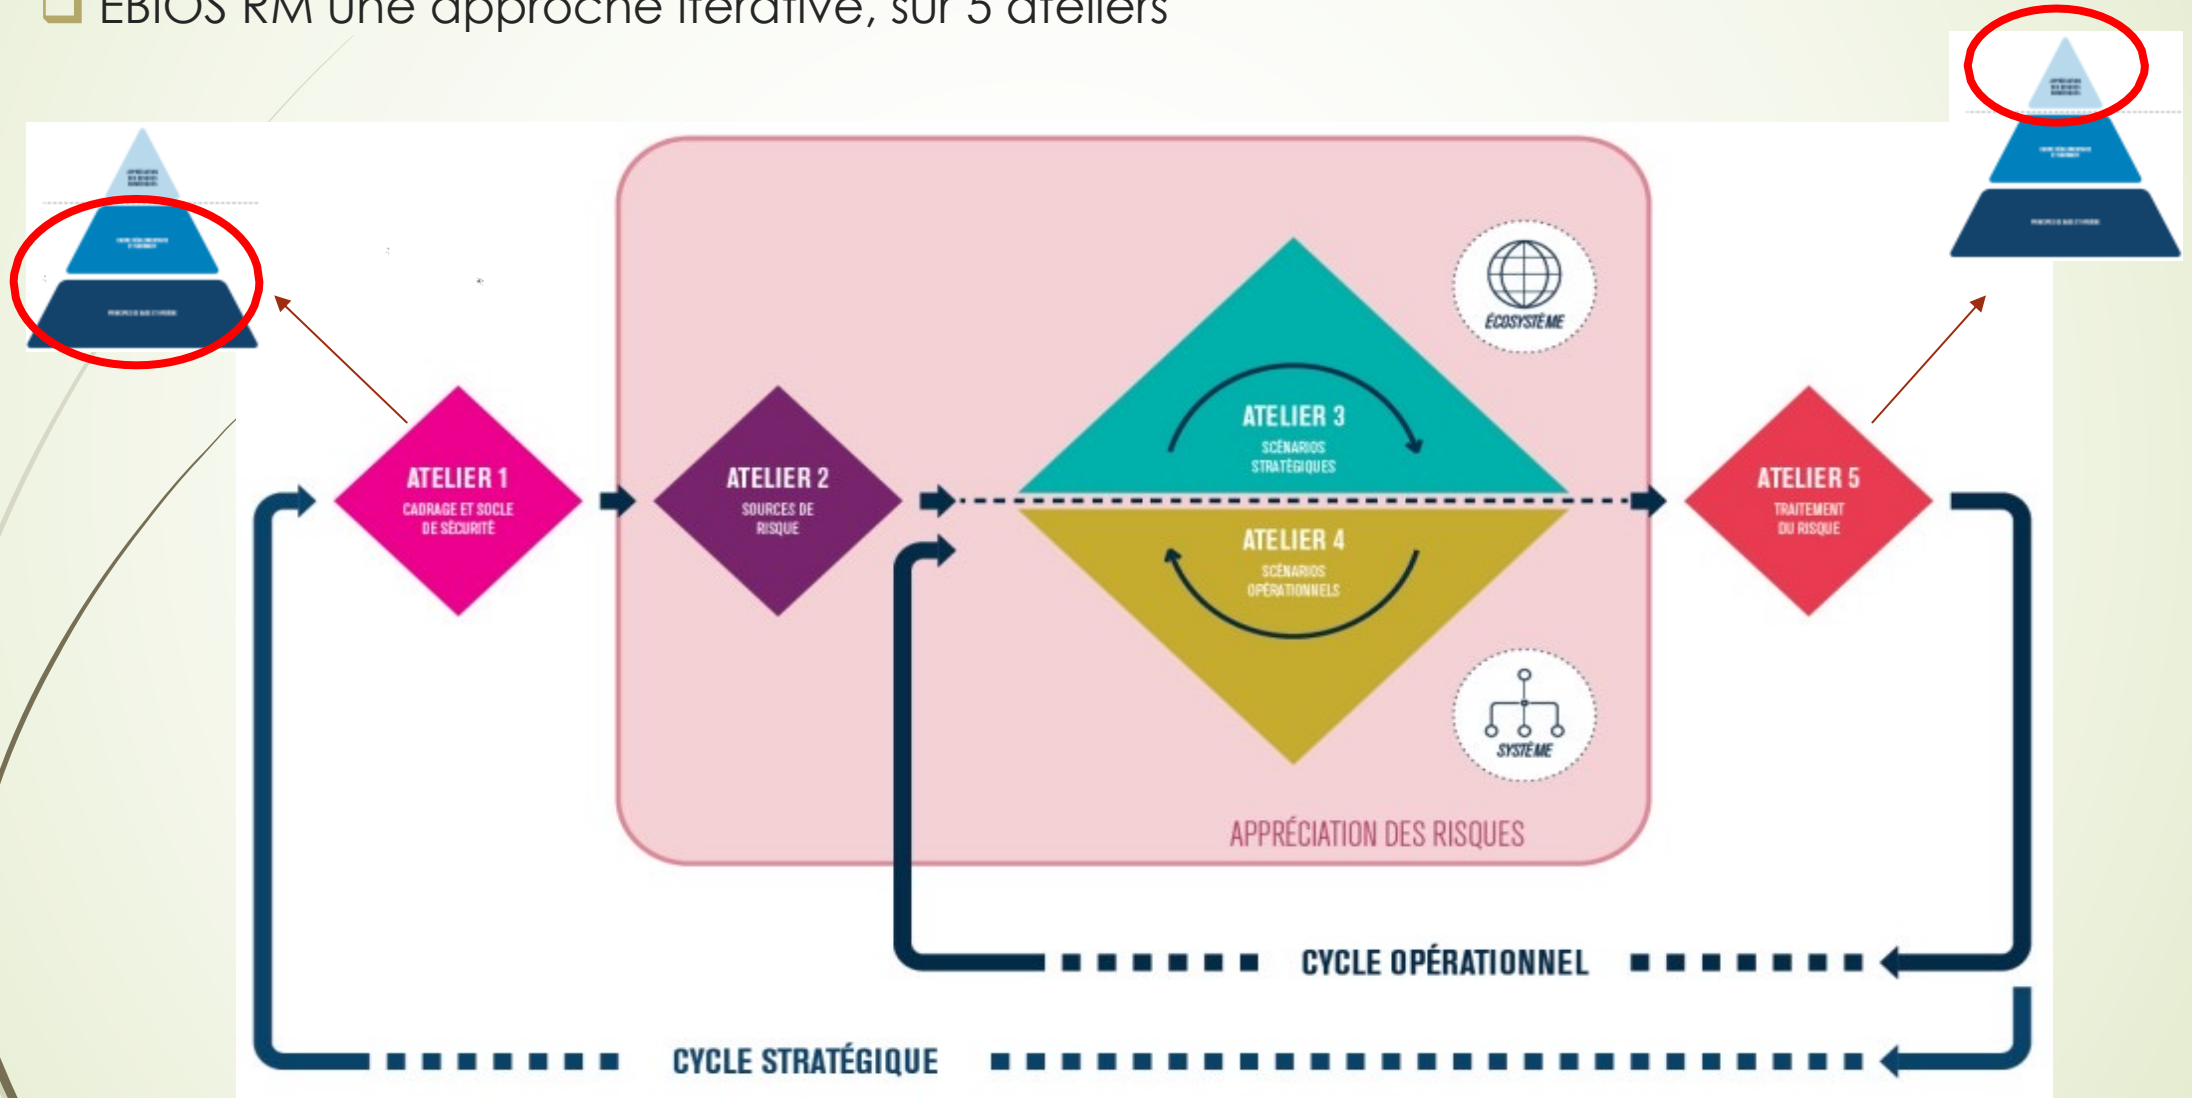 EBIOS RM une approche itérative, sur 5 ateliers
ÉCOSYSTÈME
ATELIER 1
CADRAGE ET SOCLE
DE SÉCURITÉ
ATELIER 2
SOURCES DE
RISQUE
ATELIER 3
SCÉNARIOS
STRATÉGIQUES
ATELIER 4
SCÉNARIOS
OPÉRATIONNELS
ATELIER 5
TRAITEMENT
DU RISQUE
SYSTÈME
APPRÉCIATION DES RISQUES
CYCLE OPÉRATIONNEL
CYCLE STRATÉGIQUE